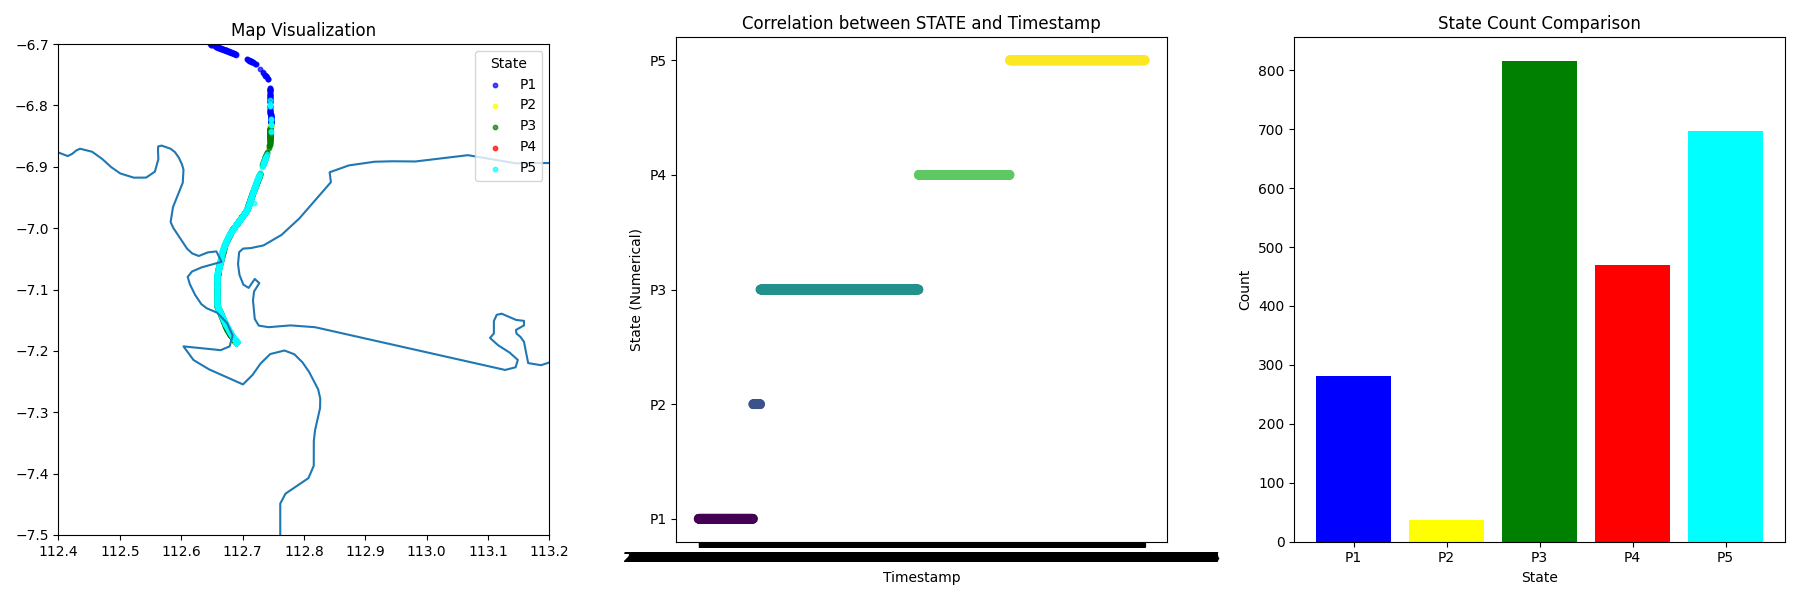 Map Visualization
−6.7
−6.8
−6.9
−7.0
−7.1
−7.2
−7.3
−7.4
−7.5
112.4 112.5 112.6 112.7 112.8 112.9 113.0 113.1 113.2
State
P1
P2
P3
P4
P5
Correlation between STATE and Timestamp
State (Numerical)
P5
P4
P3
P2
P1
Timestamp
State Count Comparison
Count
800
700
600
500
400
300
200
100
0
P1 P2 P3 P4 P5
State